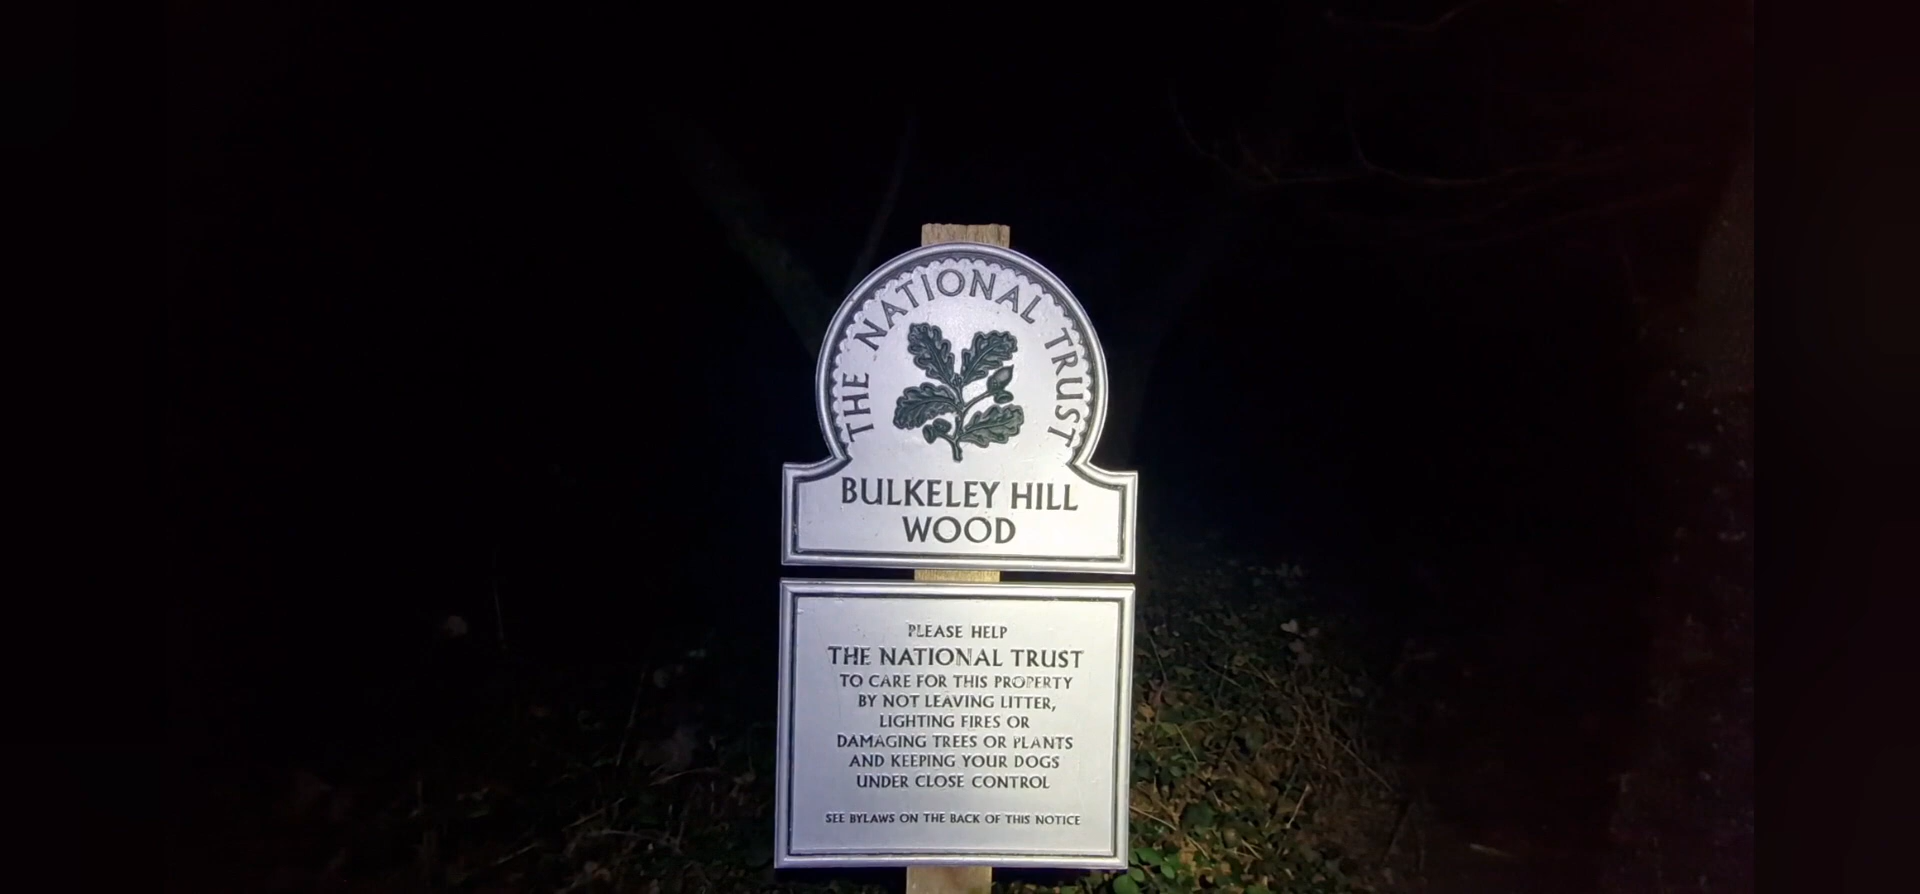 THE NATIONAL TRUST
BULKELEY HILL
WOOD
PLEASE HELP
THE NATIONAL TRUST
TO CARE FOR THIS PROPERTY
BY NOT LEAVING LITTER,
LIGHTING FIRES OR
DAMAGING TREES OR PLANTS
AND KEEPING YOUR DOGS
UNDER CLOSE CONTROL
SEE BYLAWS ON THE BACK OF THIS NOTICE